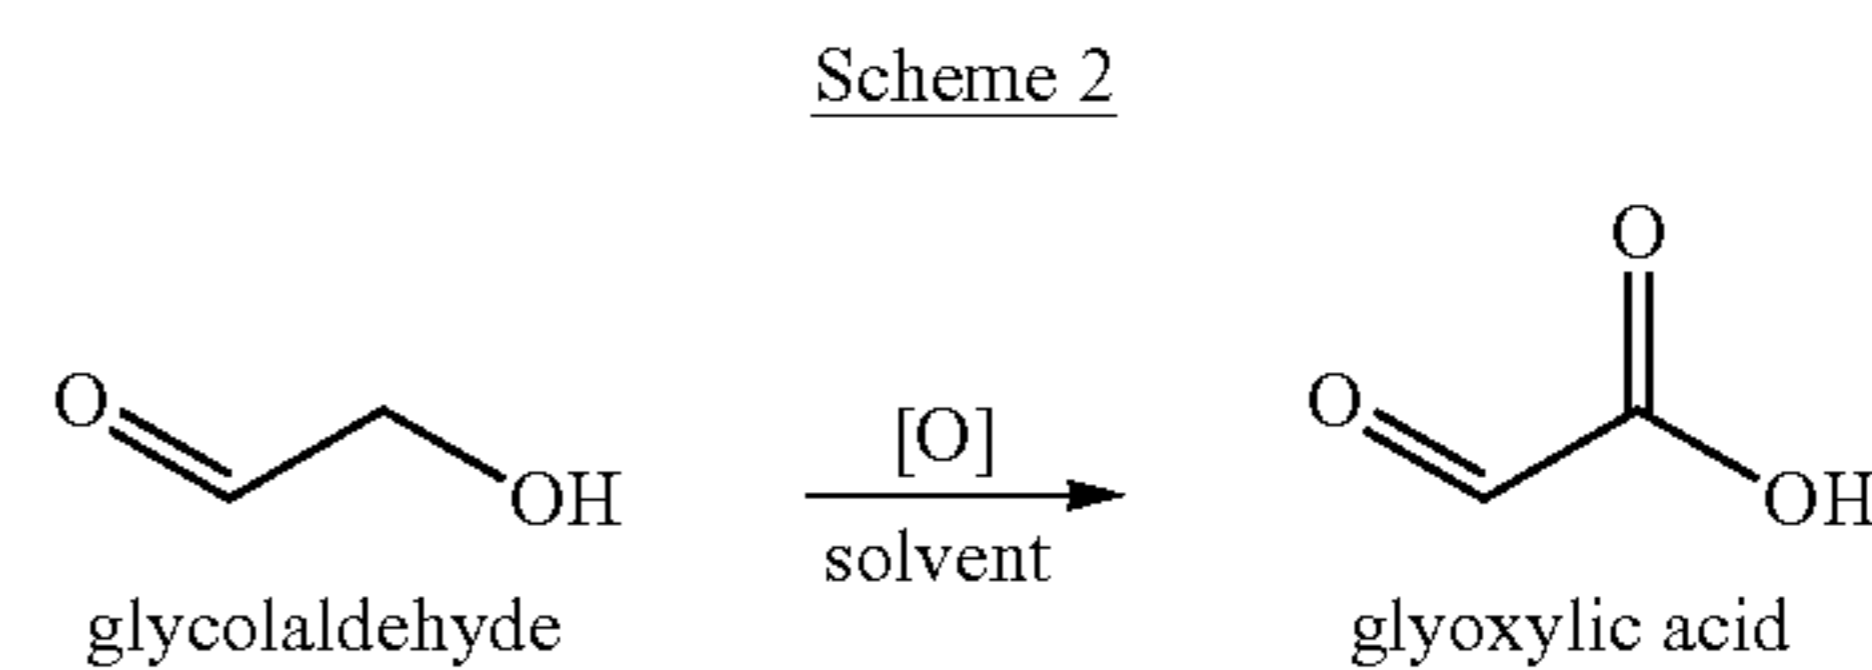 Scheme 2
O
O
O
[O]
OH
OH
solvent
glycolaldehyde
glyoxylic acid